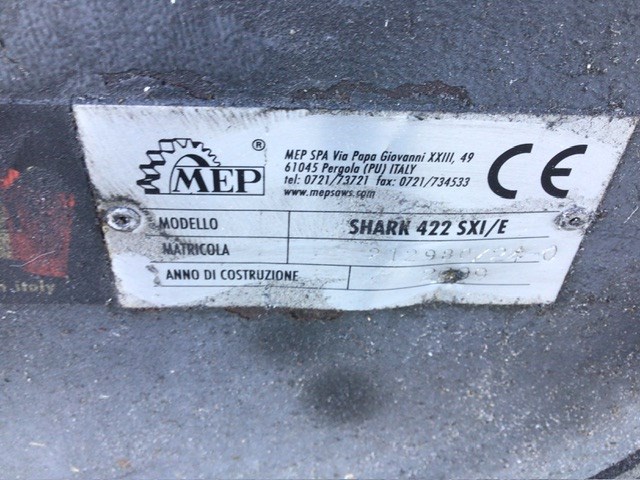 MEP ®
MEP SPA Via Papa Giovanni XXIII, 49
61045 Pergola (PU) ITALY
tel: 0721/73721 fax: 0721/734533
www.mepsaws.com
CE
MODELLO SHARK 422 SXI/E
MATRICOLA
ANNO DI COSTRUZIONE
italy